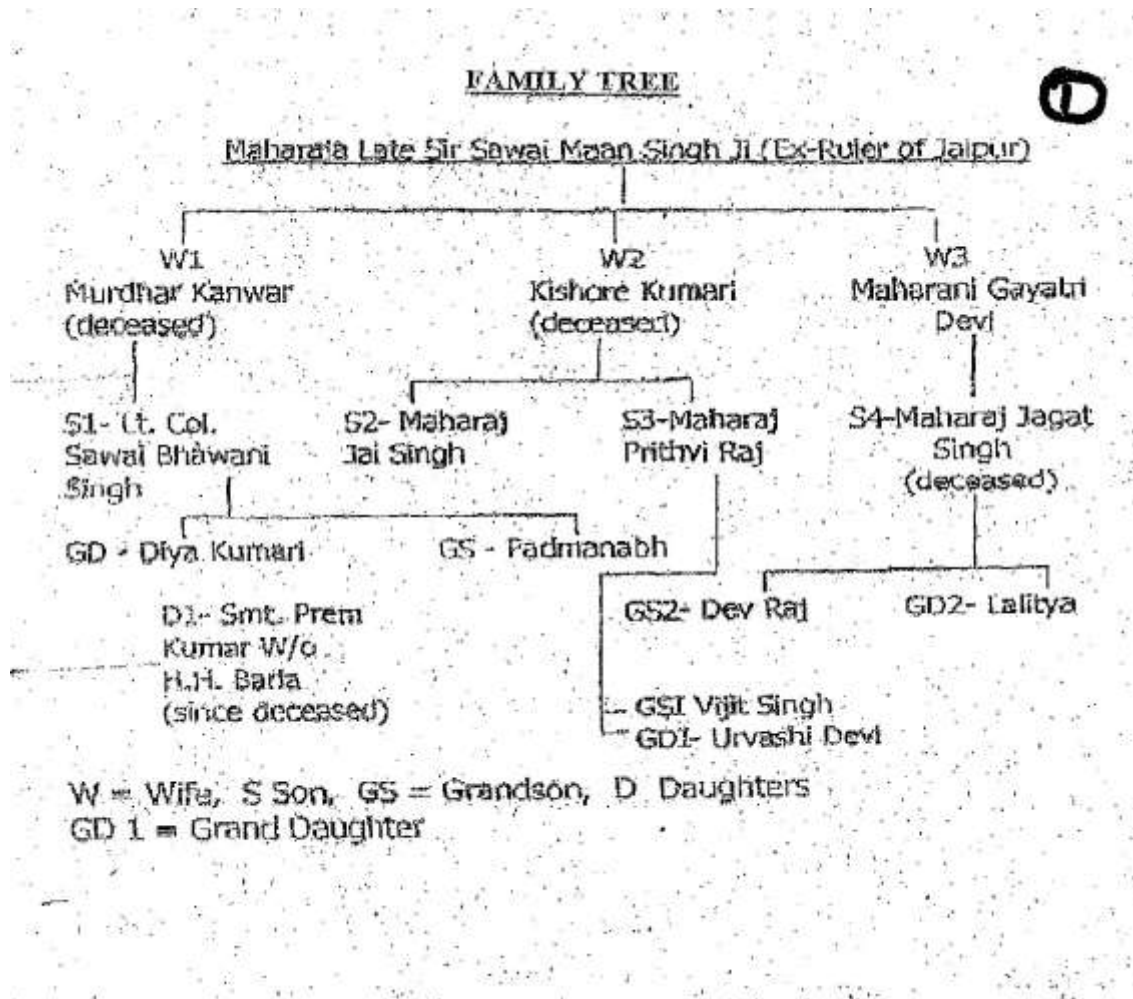 FAMILY TREE
1
Maharaja Late Sir Sawai Maan Singh Ji (Ex-Ruler of Jaipur)
W1
Murdhar Kanwar
(deceased)
W2
Kishore Kumari
(deceased)
W3
Maharani Gayatri
Devi
S1- Lt. Col.
Sawai Bhawani
Singh
S2- Maharaj
Jai Singh
S3-Maharaj
Prithvi Raj
S4-Maharaj Jagat
Singh
(deceased)
GD - Diya Kumari
GS - Padmanabh
D1- Smt. Prem
Kumar W/o
H.H. Baria
(since deceased)
GS2- Dev Raj
GD2- Lalitya
GSI Vijit Singh
GD1- Urvashi Devi
W = Wife, S Son, GS = Grandson, D Daughters
GD 1 = Grand Daughter